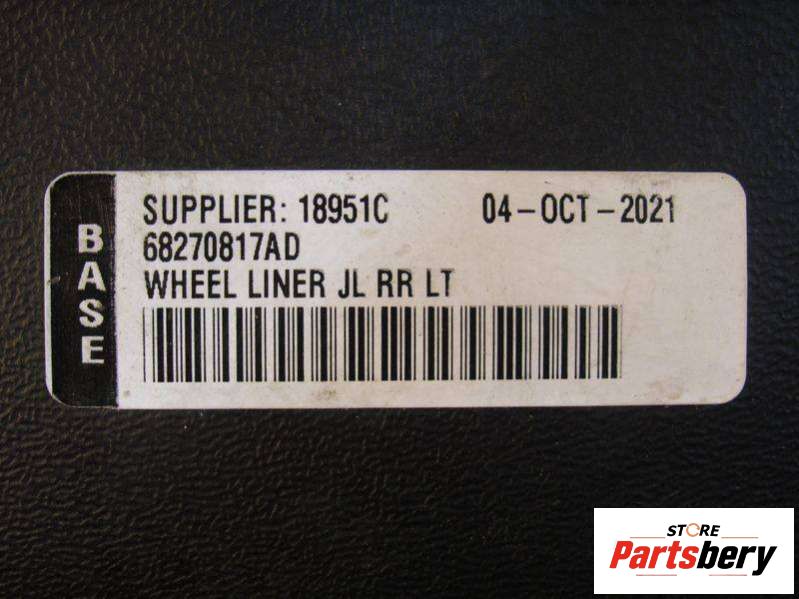 BASE
SUPPLIER: 18951C 04-OCT-2021
68270817AD
WHEEL LINER JL RR LT
STORE
Partsbery